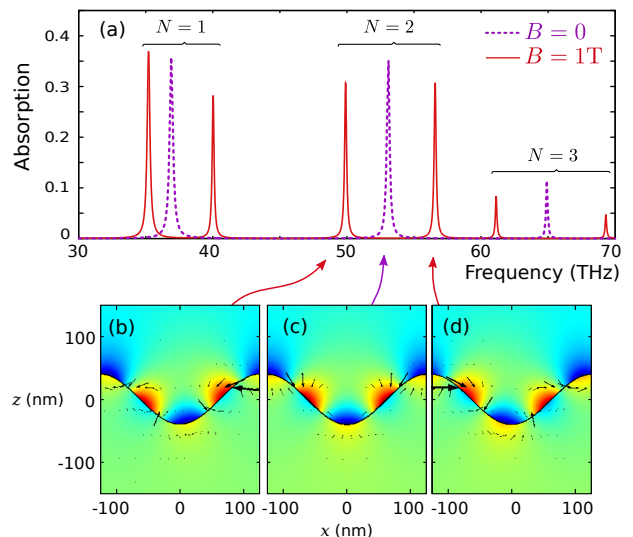 (a)
N = 1
N = 2
N = 3
B = 0
B = 1T
Absorption
0.4
0.3
0.2
0.1
0
30 40 50 60 70
Frequency (THz)
(b) (c) (d)
z (nm)
100
0
-100
-100 0 100 -100 0 100 -100 0 100
x (nm)